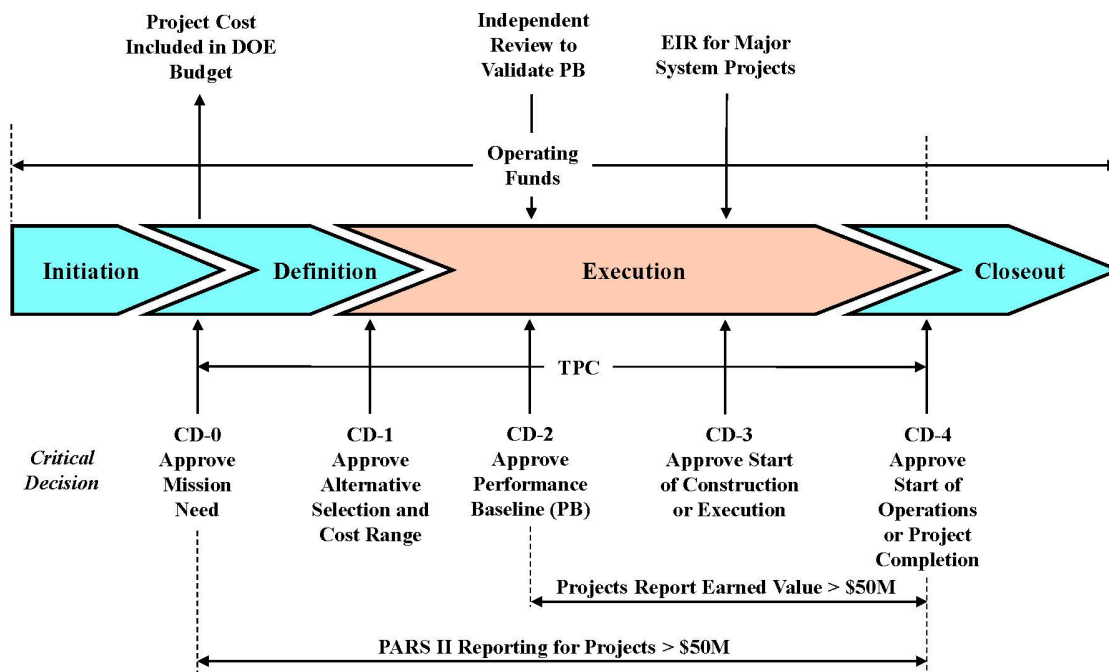 Project Cost
Included in DOE
Budget
Independent
Review to
Validate PB
EIR for Major
System Projects
Operating
Funds
Initiation
Definition
Execution
Closeout
TPC
Critical
Decision
CD-0
Approve
Mission
Need
CD-1
Approve
Alternative
Selection and
Cost Range
CD-2
Approve
Performance
Baseline (PB)
CD-3
Approve Start
of Construction
or Execution
CD-4
Approve
Start of
Operations
or Project
Completion
Projects Report Earned Value > $50M
PARS II Reporting for Projects > $50M